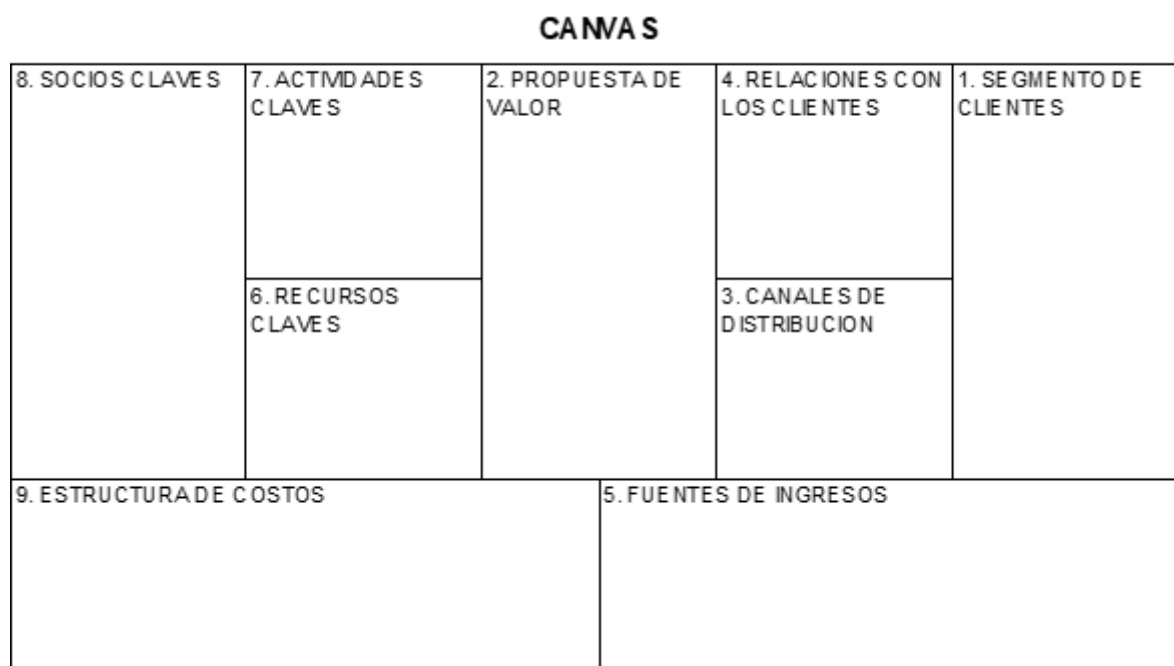 CANVAS
8. SOCIOS CLAVES
7. ACTIVIDADES
CLAVES
2. PROPUESTA DE
VALOR
4. RELACIONES CON
LOS CLIENTES
1. SEGMENTO DE
CLIENTES
6. RECURSOS
CLAVES
3. CANALES DE
DISTRIBUCION
9. ESTRUCTURA DE COSTOS
5. FUENTES DE INGRESOS